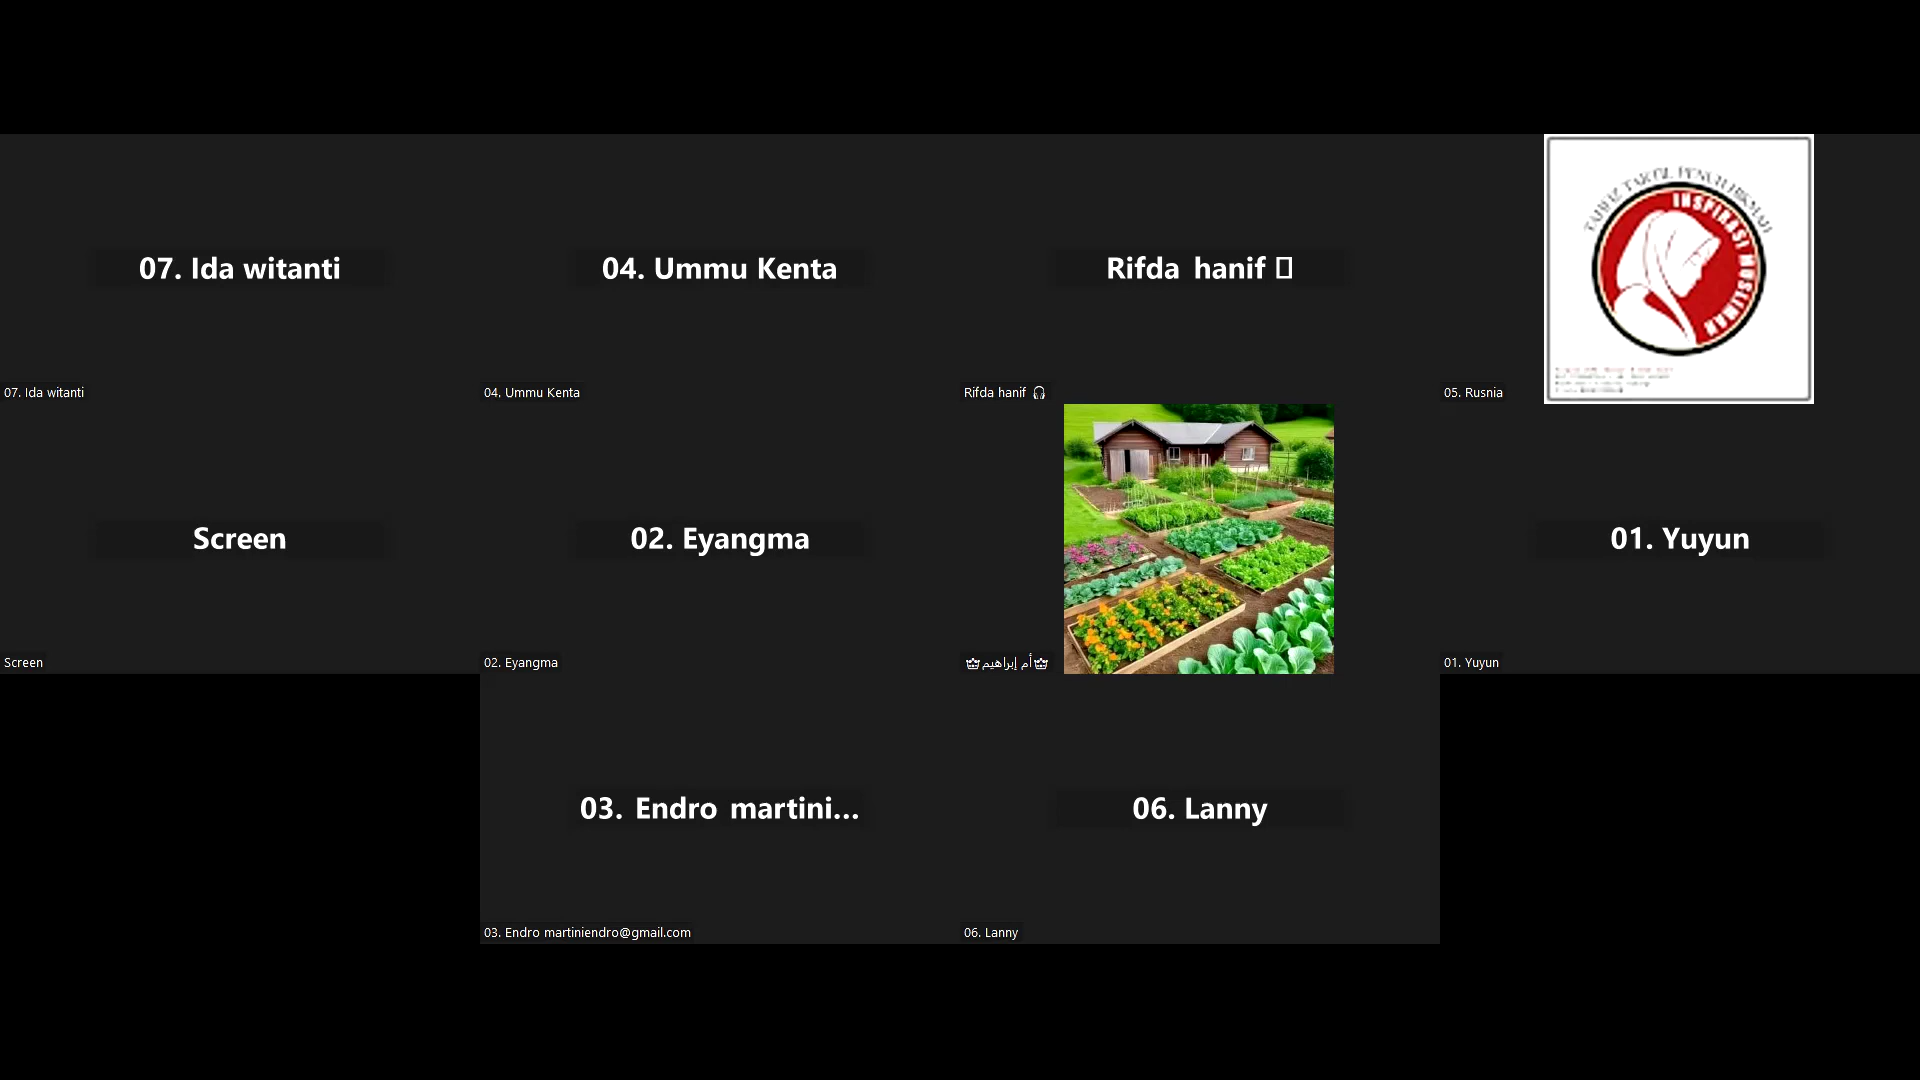 07. Ida witanti
04. Ummu Kenta
Rifda hanif
INSPIRASI MUSLIMAH
07. Ida witanti
04. Ummu Kenta
Rifda hanif 🎧
05. Rusnia
Screen
02. Eyangma
01. Yuyun
Screen
02. Eyangma
أم إبراهيم
01. Yuyun
03. Endro martini...
06. Lanny
03. Endro martiniendro@gmail.com
06. Lanny